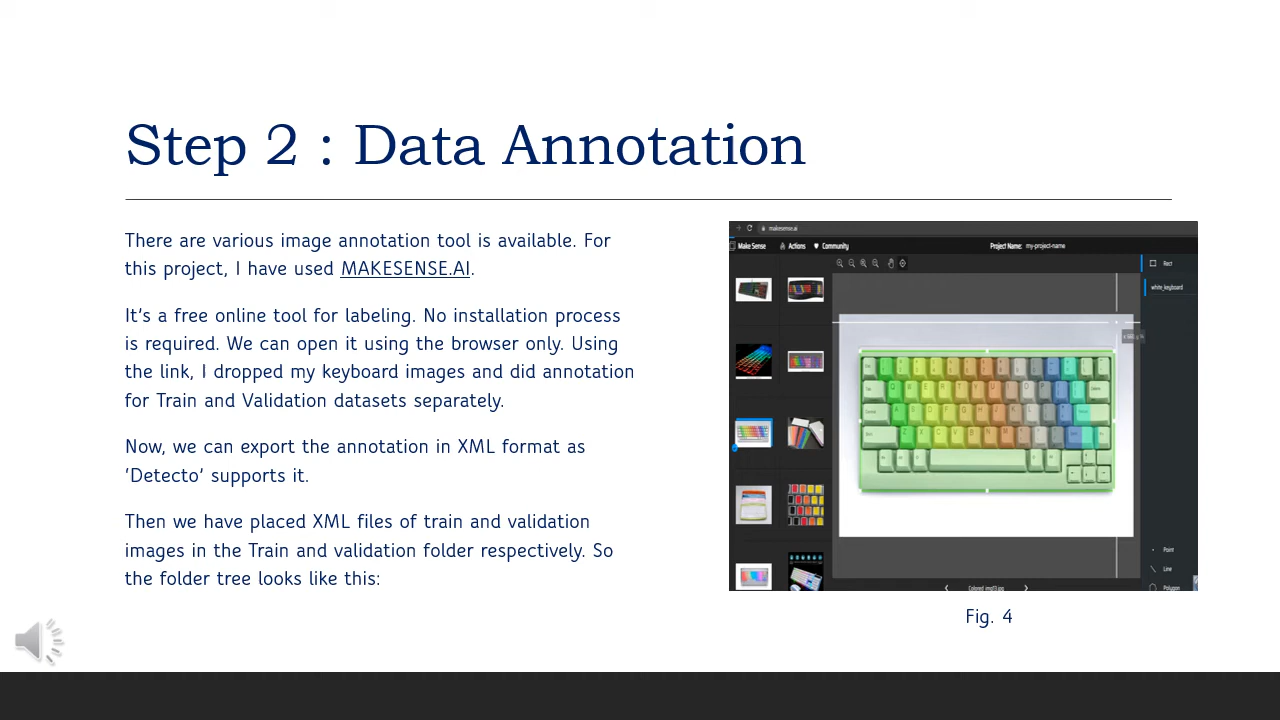 Step 2 : Data Annotation
There are various image annotation tool is available. For
this project, I have used MAKESENSE.AI.
It's a free online tool for labeling. No installation process
is required. We can open it using the browser only. Using
the link, I dropped my keyboard images and did annotation
for Train and Validation datasets separately.
Now, we can export the annotation in XML format as
‘Detecto’ supports it.
Then we have placed XML files of train and validation
images in the Train and validation folder respectively. So
the folder tree looks like this:
makesense.ai
Make Sense Actions Community Project Name: my-project-name
Rect
white_keyboard
Point
Line
Polygon
Colored_img13.jpg
Fig. 4